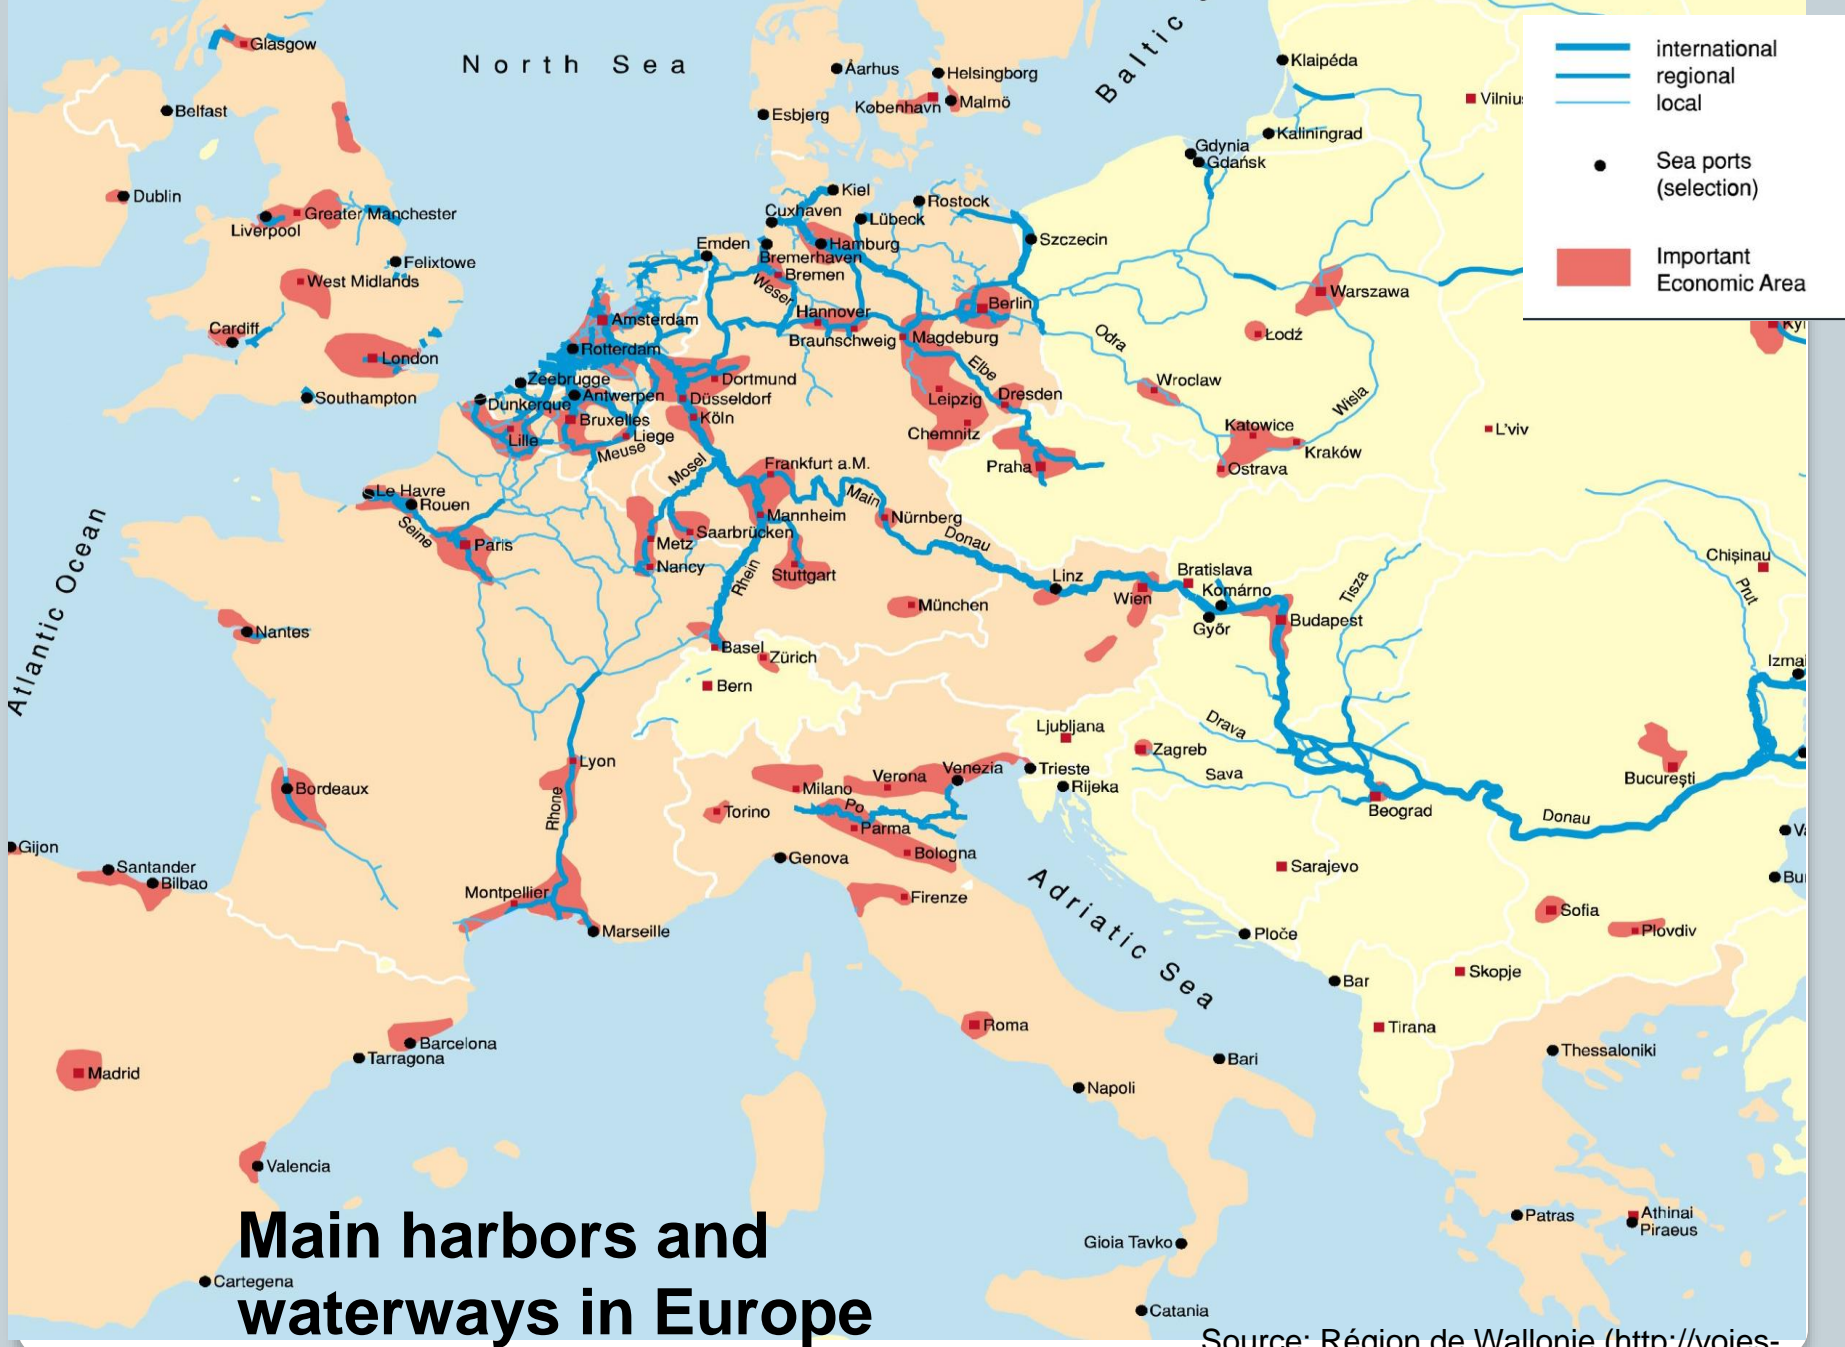 North Sea
Baltic
Atlantic Ocean
Adriatic Sea
international
regional
local
Sea ports
(selection)
Important
Economic Area
Glasgow
Belfast
Dublin
Liverpool
Greater Manchester
West Midlands
Felixtowe
Cardiff
London
Southampton
Aarhus
Helsingborg
København
Malmö
Esbjerg
Klaipéda
Kaliningrad
Gdynia
Gdańsk
Kiel
Cuxhaven
Lübeck
Rostock
Szczecin
Emden
Hamburg
Bremerhaven
Bremen
Weser
Hannover
Berlin
Braunschweig
Magdeburg
Amsterdam
Rotterdam
Zeebrugge
Antwerpen
Dunkerque
Bruxelles
Lille
Liege
Meuse
Dortmund
Düsseldorf
Köln
Elbe
Leipzig
Dresden
Chemnitz
Praha
Odra
Wroclaw
Warszawa
Łodź
Wisla
Katowice
Kraków
Ostrava
L'viv
Mosel
Frankfurt a.M.
Main
Mannheim
Nürnberg
Saarbrücken
Metz
Nancy
Stuttgart
Rhein
München
Donau
Linz
Wien
Bratislava
Komárno
Győr
Budapest
Tisza
Chişinau
Prut
Le Havre
Rouen
Seine
Paris
Nantes
Basel
Zürich
Bern
Lyon
Rhone
Bordeaux
Gijon
Santander
Bilbao
Montpellier
Marseille
Ljubljana
Zagreb
Drava
Sava
Trieste
Rijeka
Venezia
Verona
Milano
Torino
Po
Parma
Bologna
Genova
Firenze
Beograd
Donau
Bucureşti
Sarajevo
Sofia
Plovdiv
Ploče
Bar
Skopje
Tirana
Roma
Bari
Napoli
Thessaloniki
Barcelona
Tarragona
Madrid
Valencia
Cartegena
Patras
Athinai
Piraeus
Gioia Tavko
Catania
Main harbors and
waterways in Europe
Source: Région de Wallonie (http://voies-